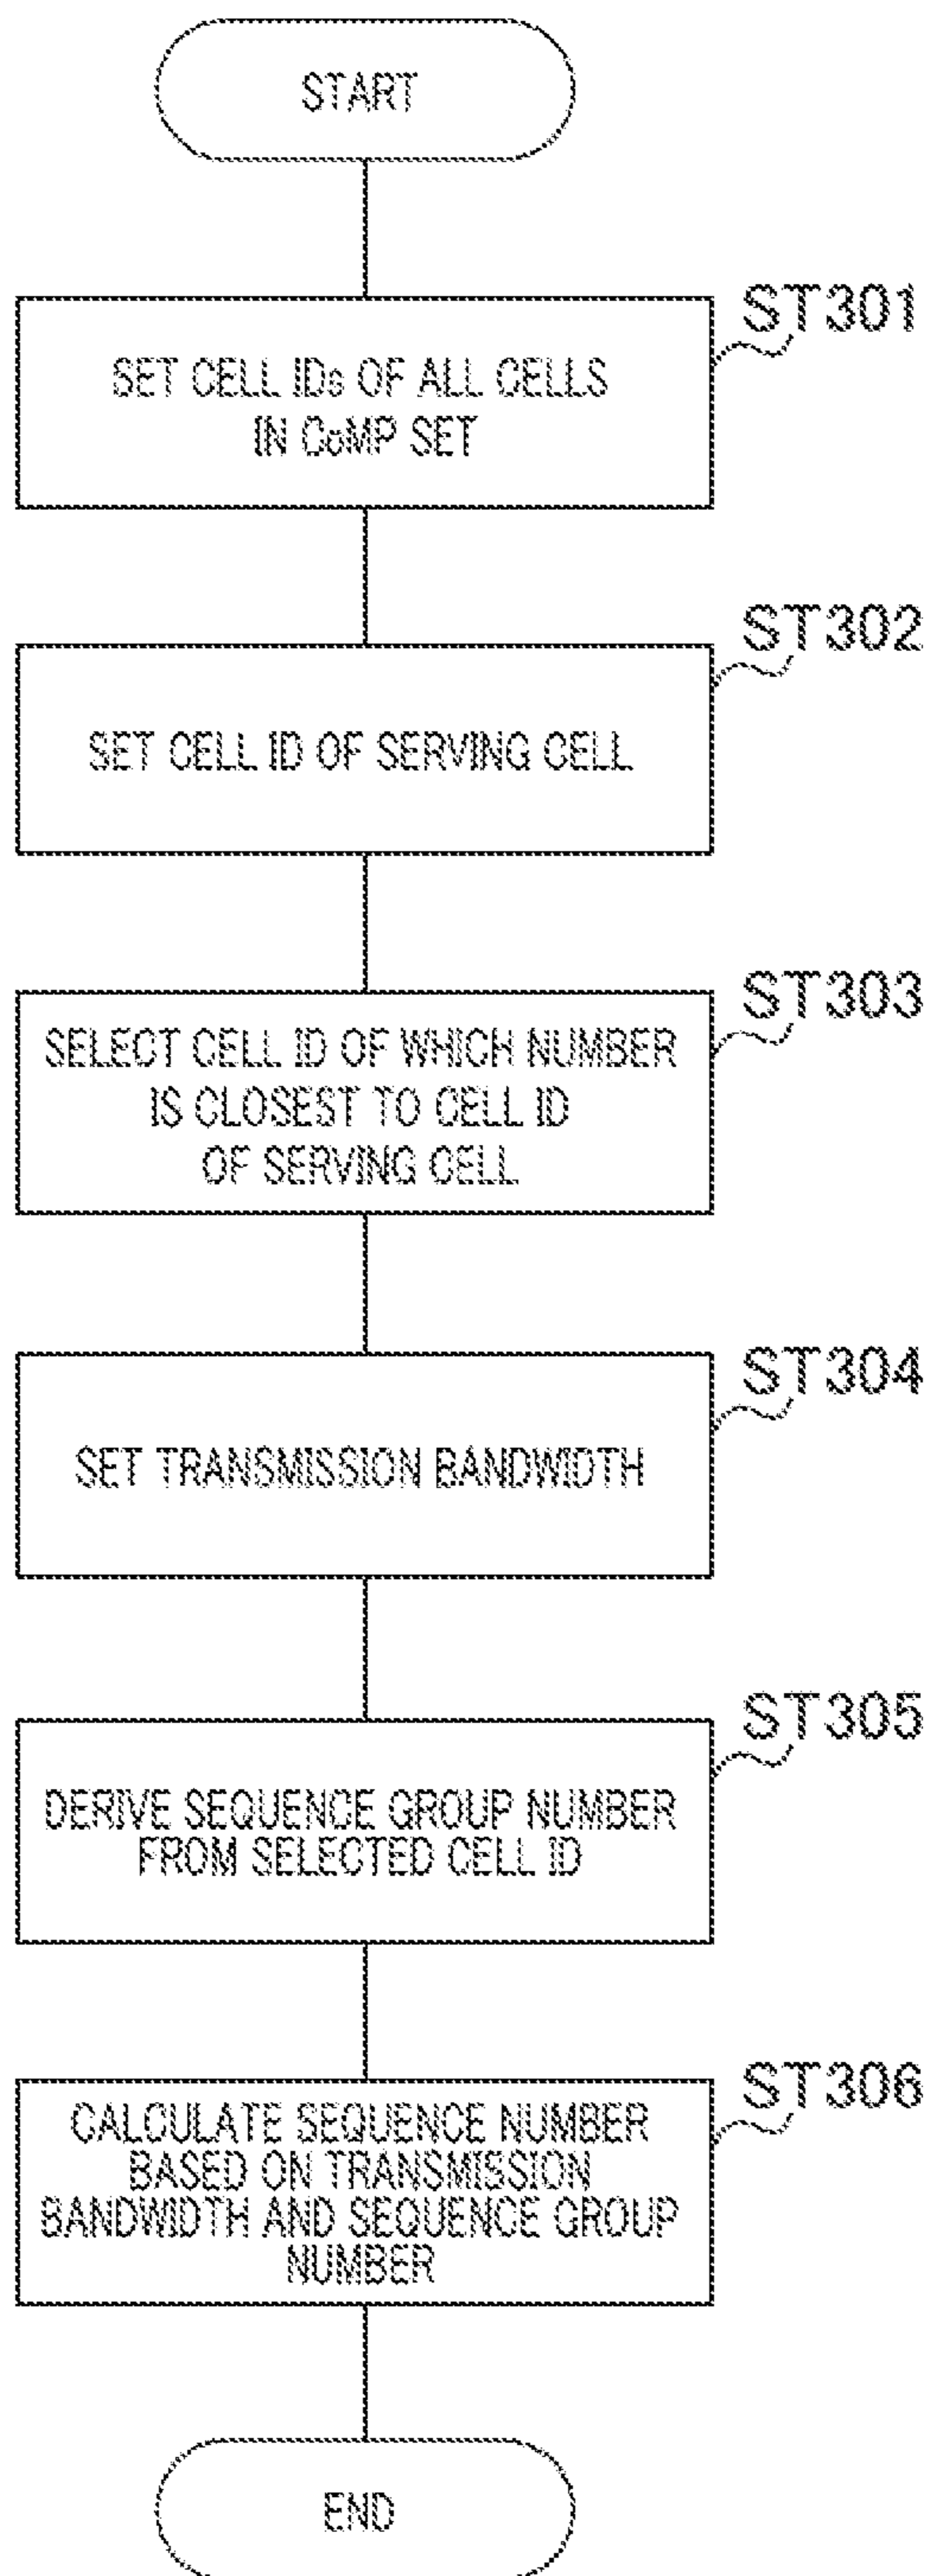 START
ST301
SET CELL IDs OF ALL CELLS
IN CoMP SET
ST302
SET CELL ID OF SERVING CELL
ST303
SELECT CELL ID OF WHICH NUMBER
IS CLOSEST TO CELL ID
OF SERVING CELL
ST304
SET TRANSMISSION BANDWIDTH
ST305
DERIVE SEQUENCE GROUP NUMBER
FROM SELECTED CELL ID
ST306
CALCULATE SEQUENCE NUMBER
BASED ON TRANSMISSION
BANDWIDTH AND SEQUENCE GROUP
NUMBER
END